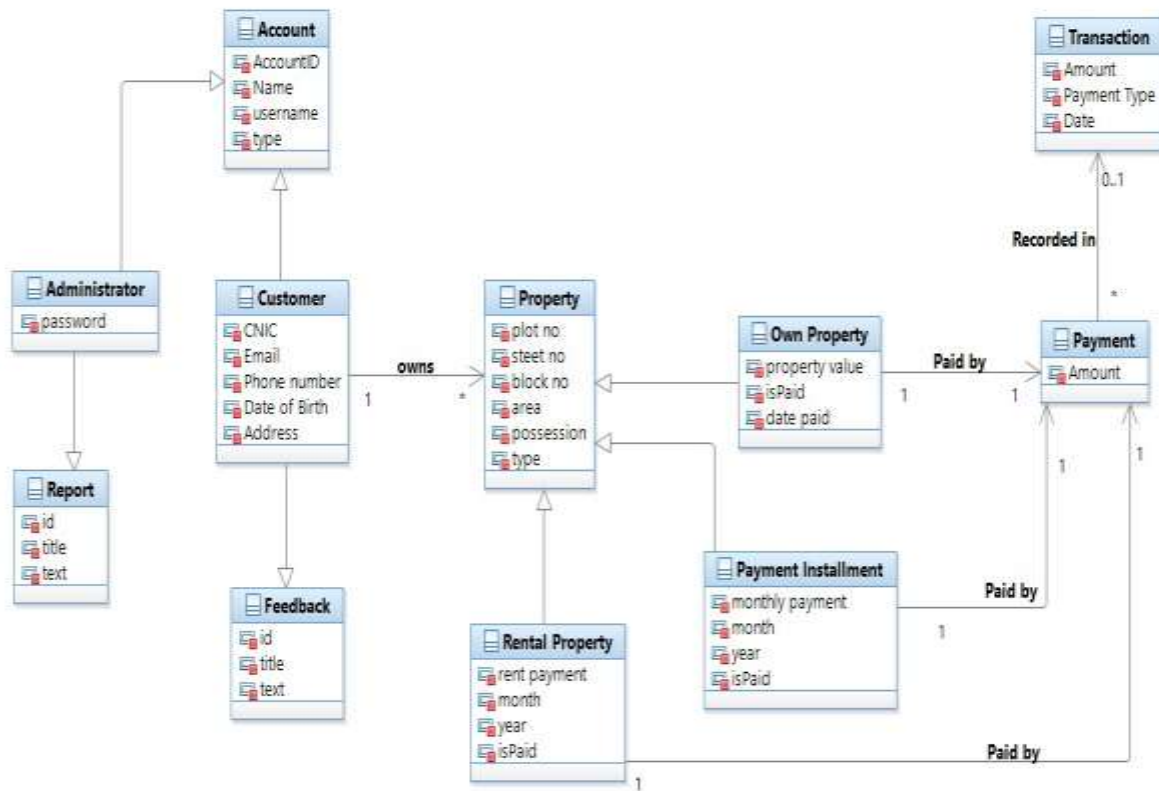 Account
AccountID
Name
username
type
Transaction
Amount
Payment Type
Date
0..1
Recorded in
*
Administrator
password
Customer
CNIC
Email
Phone number
Date of Birth
Address
owns
1
*
Property
plot no
steet no
block no
area
possession
type
Own Property
property value
isPaid
date paid
Paid by
1
1
Payment
Amount
1
1
Report
id
title
text
Feedback
id
title
text
Rental Property
rent payment
month
year
isPaid
Payment Installment
monthly payment
month
year
isPaid
Paid by
1
Paid by
1